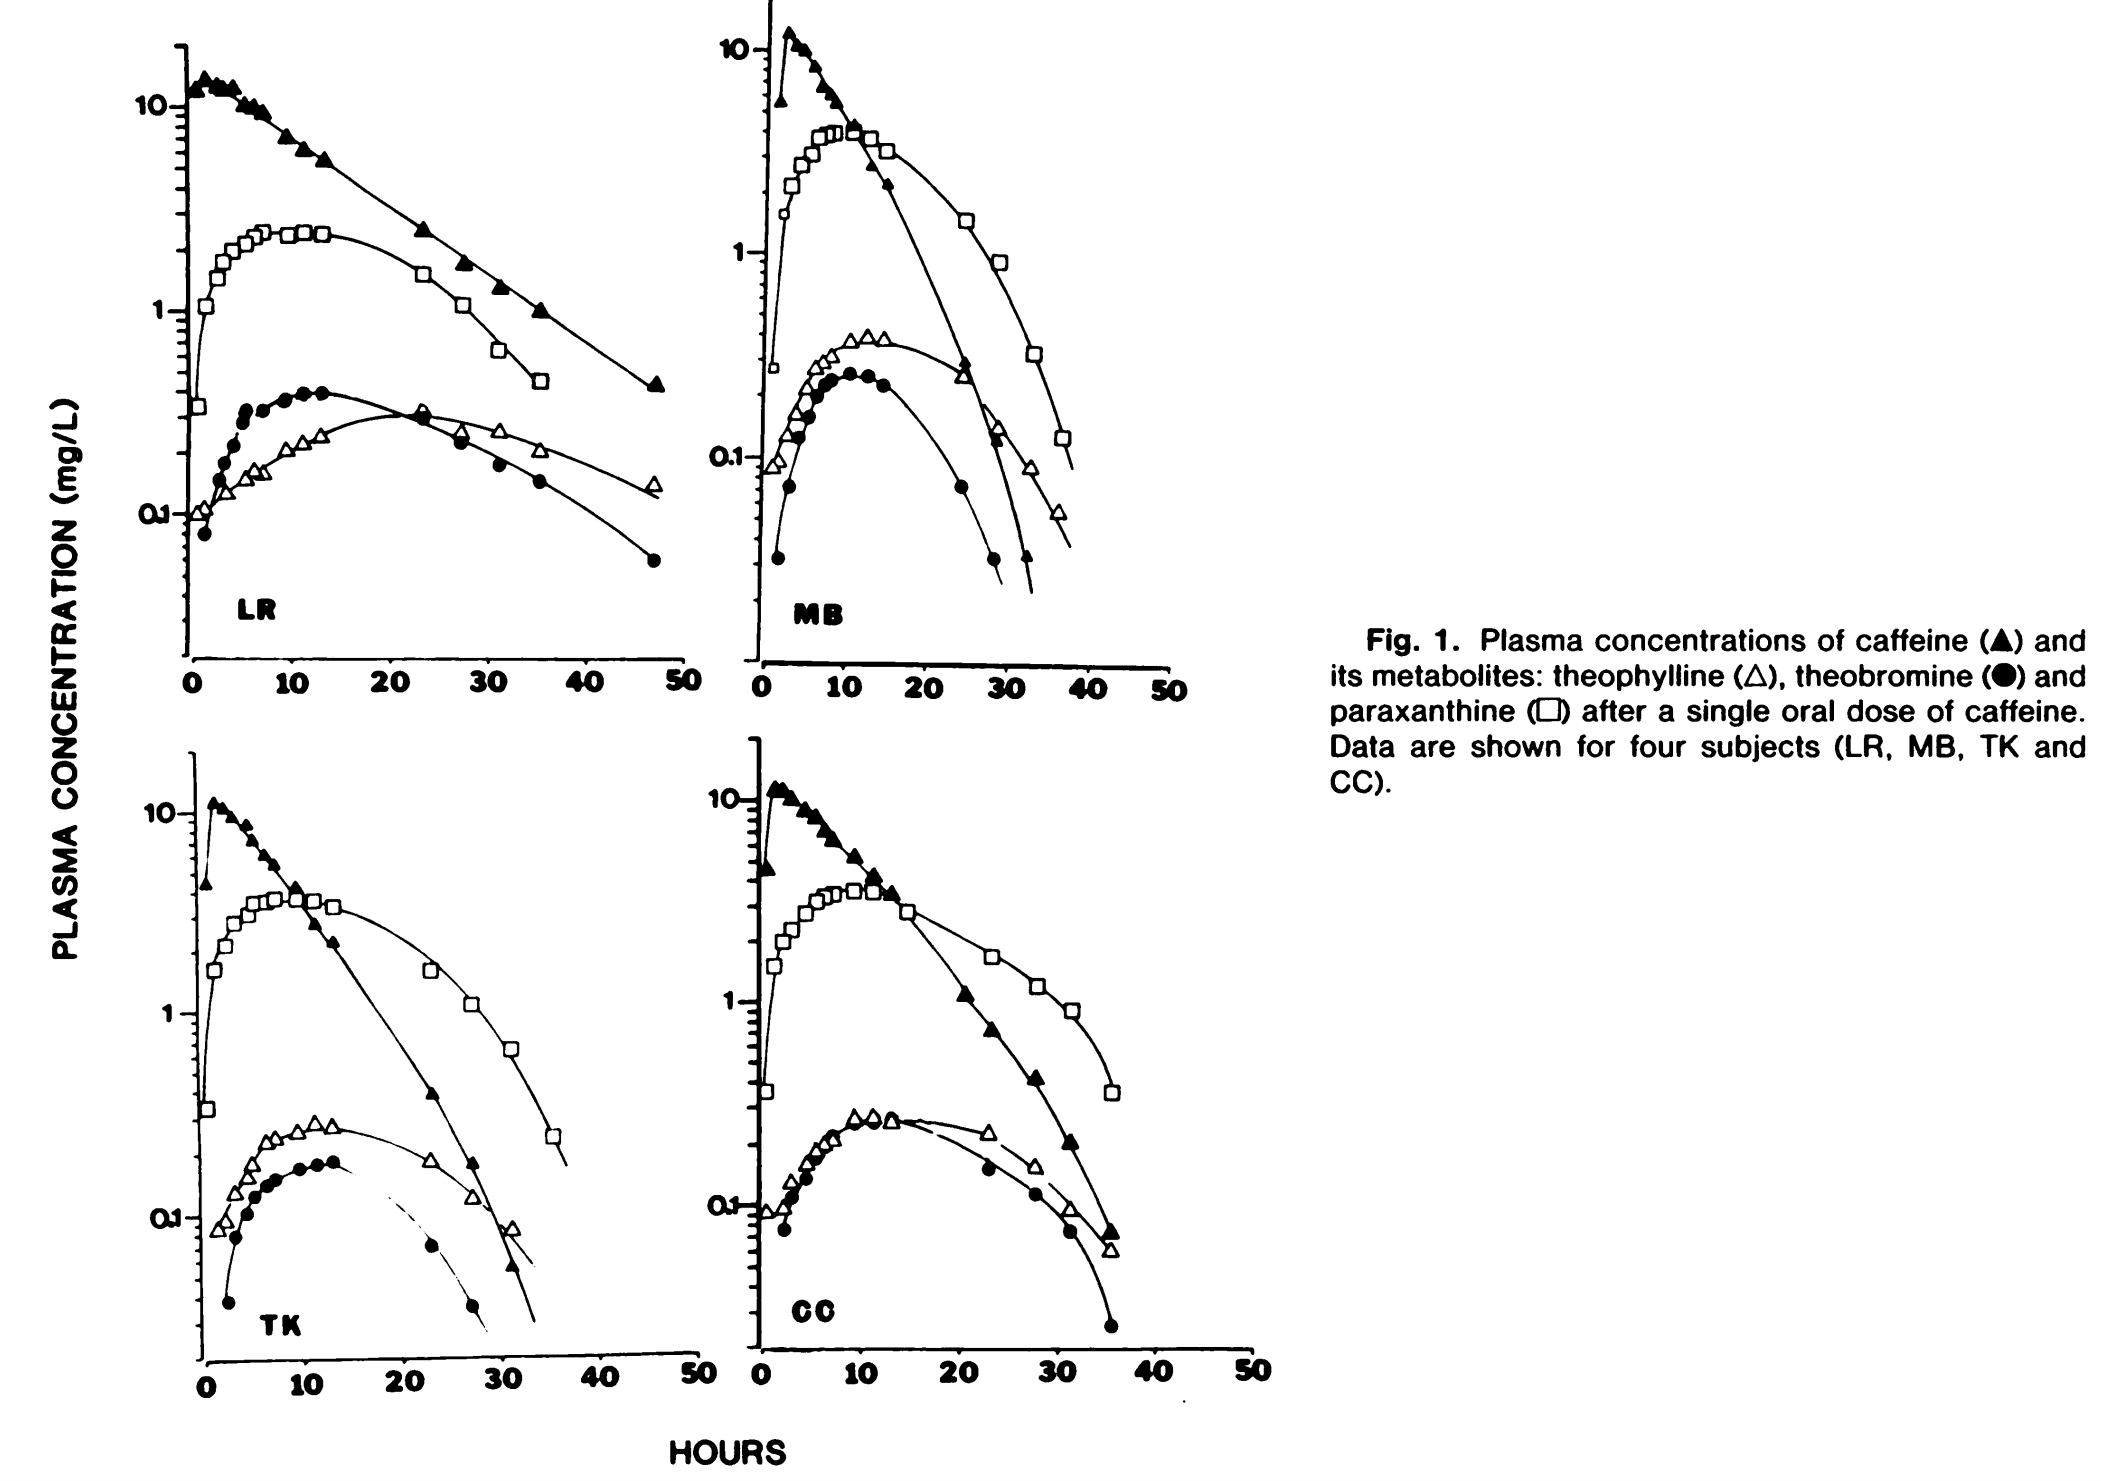 PLASMA CONCENTRATION (mg/L)
10
1
0.1
LR
0 10 20 30 40 50
10
1
0.1
MB
0 10 20 30 40 50
10
1
0.1
TK
0 10 20 30 40 50
10
1
0.1
CC
0 10 20 30 40 50
HOURS
Fig. 1. Plasma concentrations of caffeine (▲) and
its metabolites: theophylline (△), theobromine (●) and
paraxanthine (□) after a single oral dose of caffeine.
Data are shown for four subjects (LR, MB, TK and
CC).